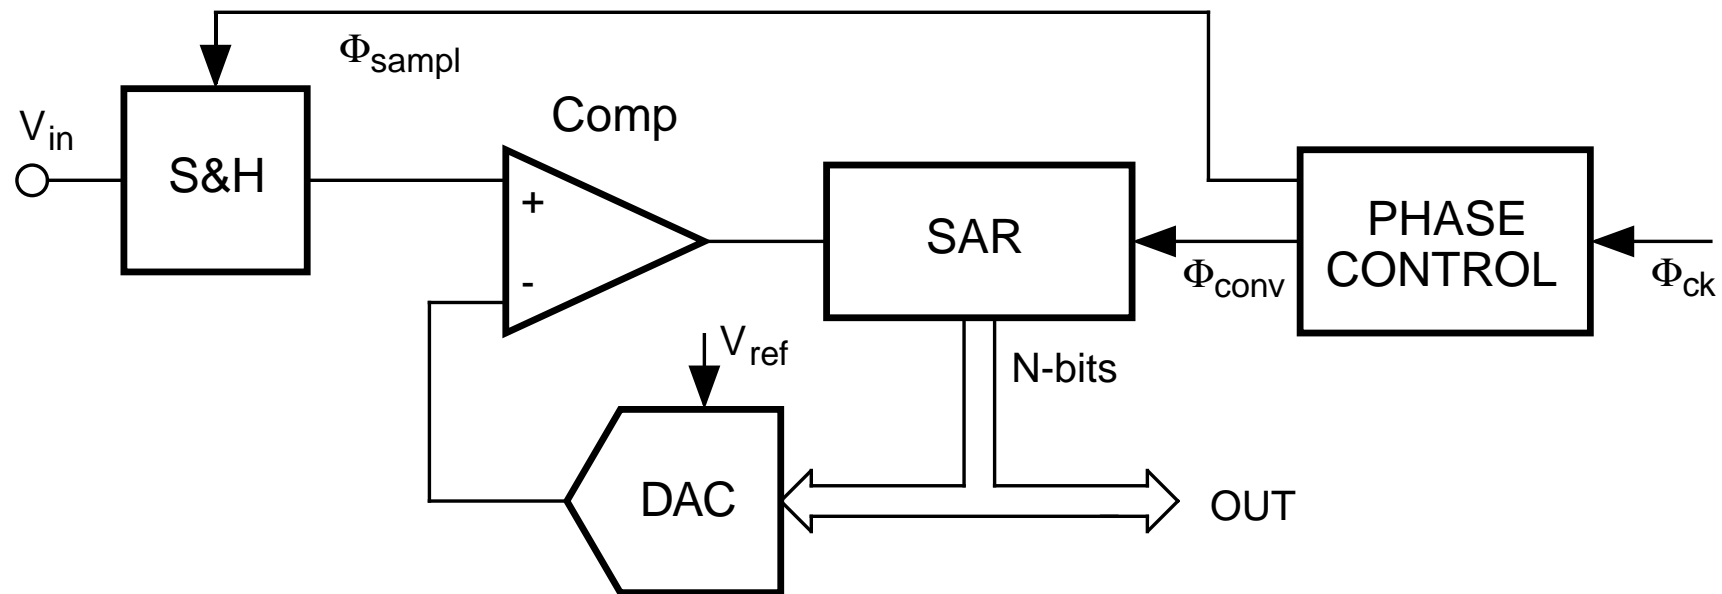 Φsampl
Vin
S&H
Comp
+
-
SAR
PHASE
CONTROL
Φconv
Φck
Vref
N-bits
DAC
OUT